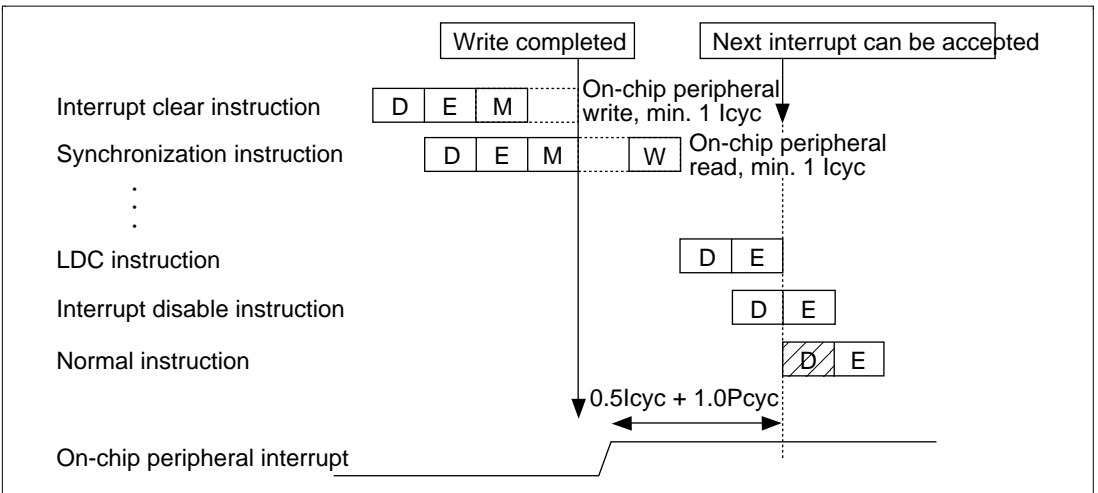 Write completed
Next interrupt can be accepted
Interrupt clear instruction
D E M
On-chip peripheral
write, min. 1 Icyc
Synchronization instruction
D E M W
On-chip peripheral
read, min. 1 Icyc
.
.
.
LDC instruction
D E
Interrupt disable instruction
D E
Normal instruction
D E
0.5Icyc + 1.0Pcyc
On-chip peripheral interrupt